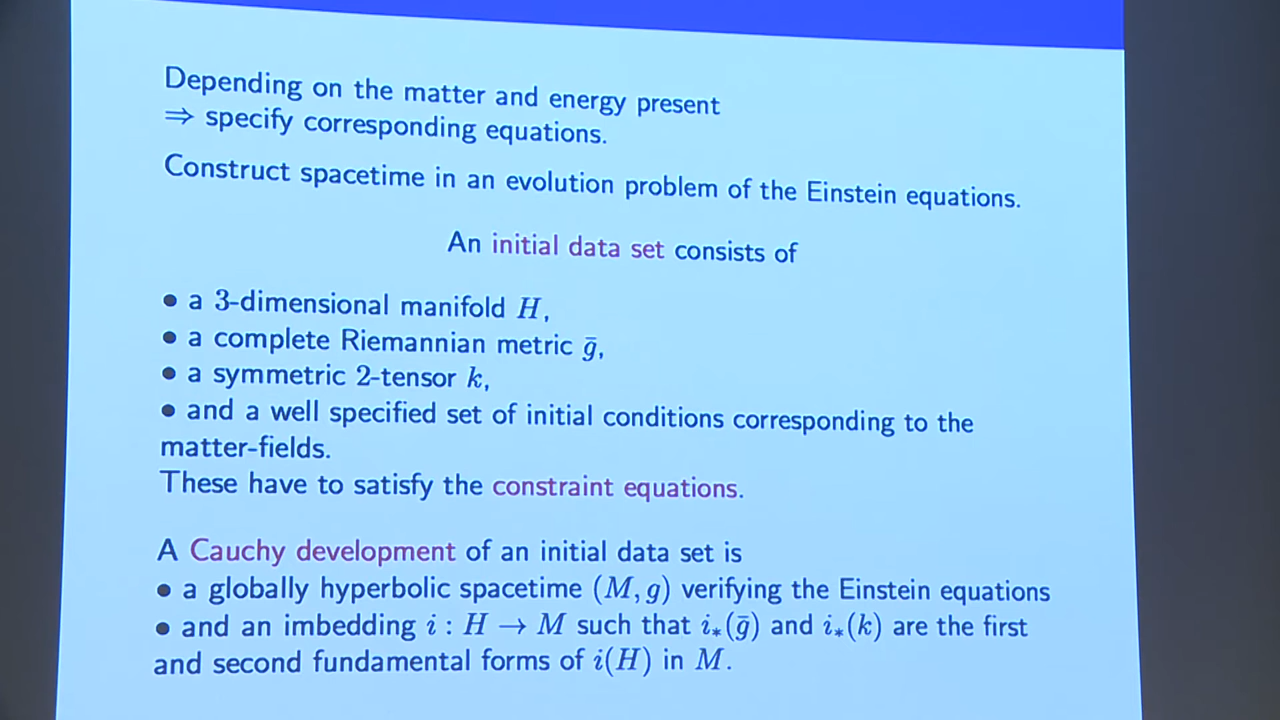 Depending on the matter and energy present
⇒ specify corresponding equations.
Construct spacetime in an evolution problem of the Einstein equations.
An initial data set consists of
• a 3-dimensional manifold H,
• a complete Riemannian metric ḡ,
• a symmetric 2-tensor k,
• and a well specified set of initial conditions corresponding to the
matter-fields.
These have to satisfy the constraint equations.
A Cauchy development of an initial data set is
• a globally hyperbolic spacetime (M, g) verifying the Einstein equations
• and an imbedding i : H → M such that i∗(ḡ) and i∗(k) are the first
and second fundamental forms of i(H) in M.